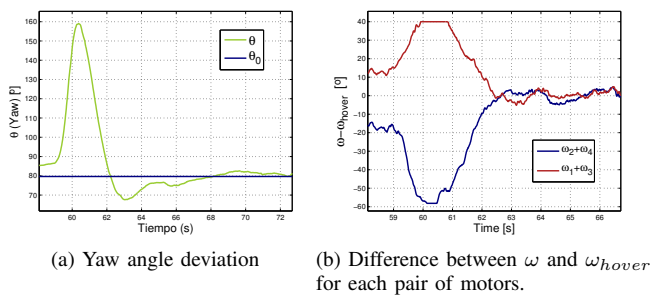 160
150
140
130
120
110
100
90
80
70
θ (Yaw) [º]
60 62 64 66 68 70 72
Tiempo (s)
θ
θ₀
(a) Yaw angle deviation
40
30
20
10
0
−10
−20
−30
−40
−50
−60
ω−ω_hover [º]
59 60 61 62 63 64 65 66
Time [s]
ω₂+ω₄
ω₁+ω₃
(b) Difference between ω and ω_hover
for each pair of motors.